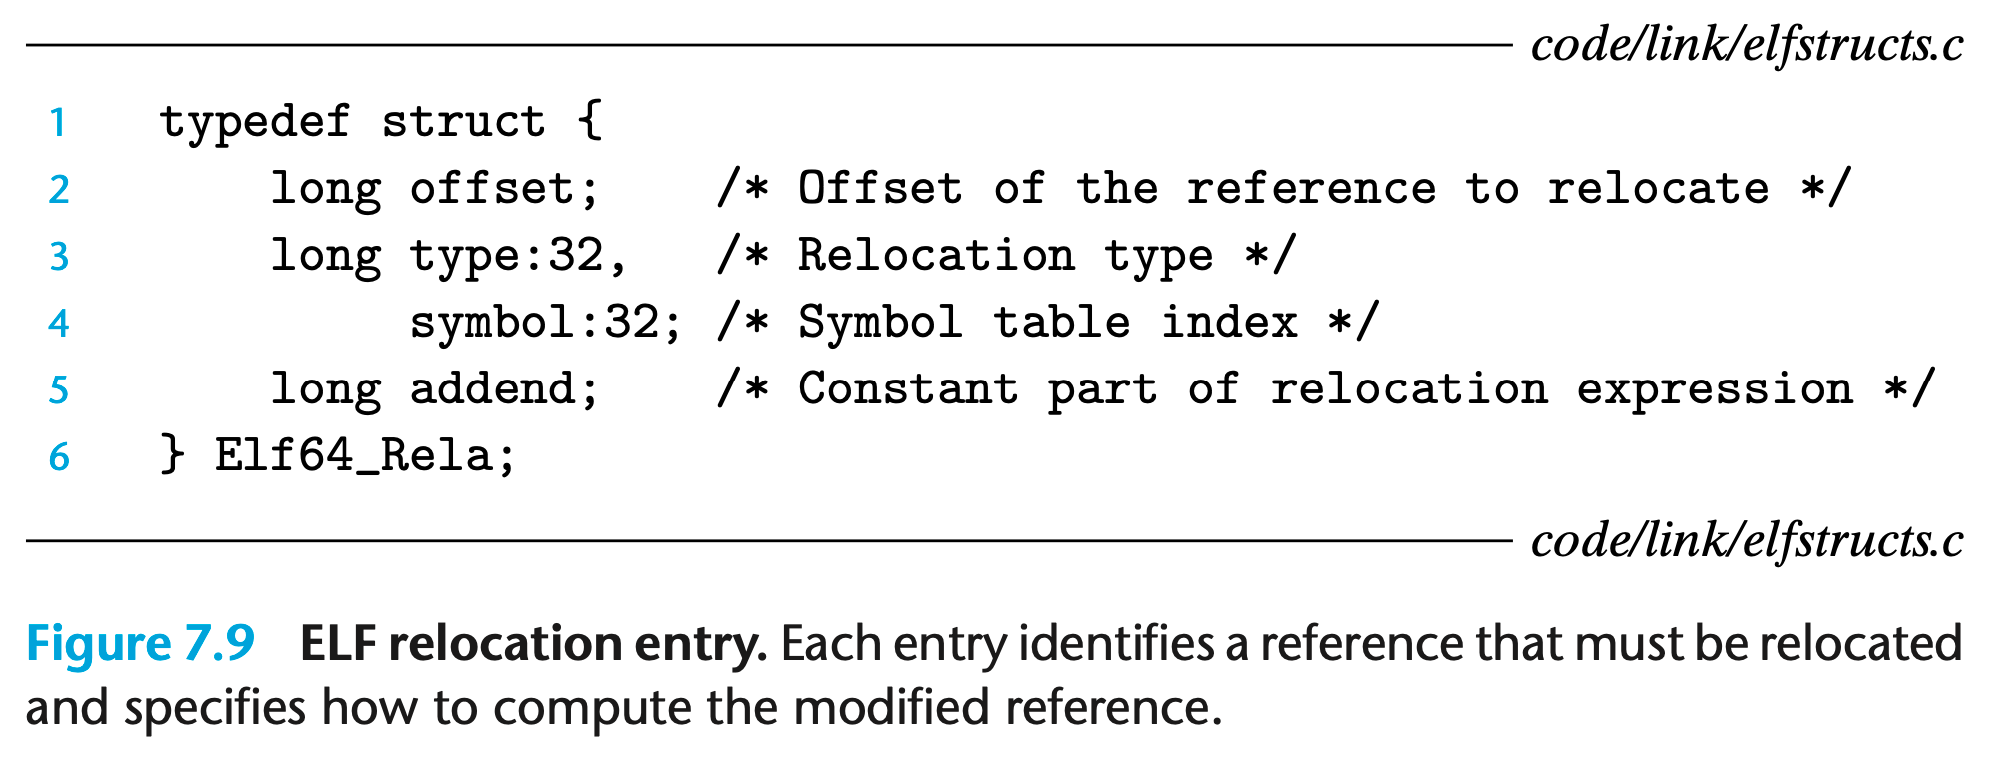 code/link/elfstructs.c
1 typedef struct {
2 long offset; /* Offset of the reference to relocate */
3 long type:32, /* Relocation type */
4 symbol:32; /* Symbol table index */
5 long addend; /* Constant part of relocation expression */
6 } Elf64_Rela;
code/link/elfstructs.c
Figure 7.9 ELF relocation entry. Each entry identifies a reference that must be relocated
and specifies how to compute the modified reference.